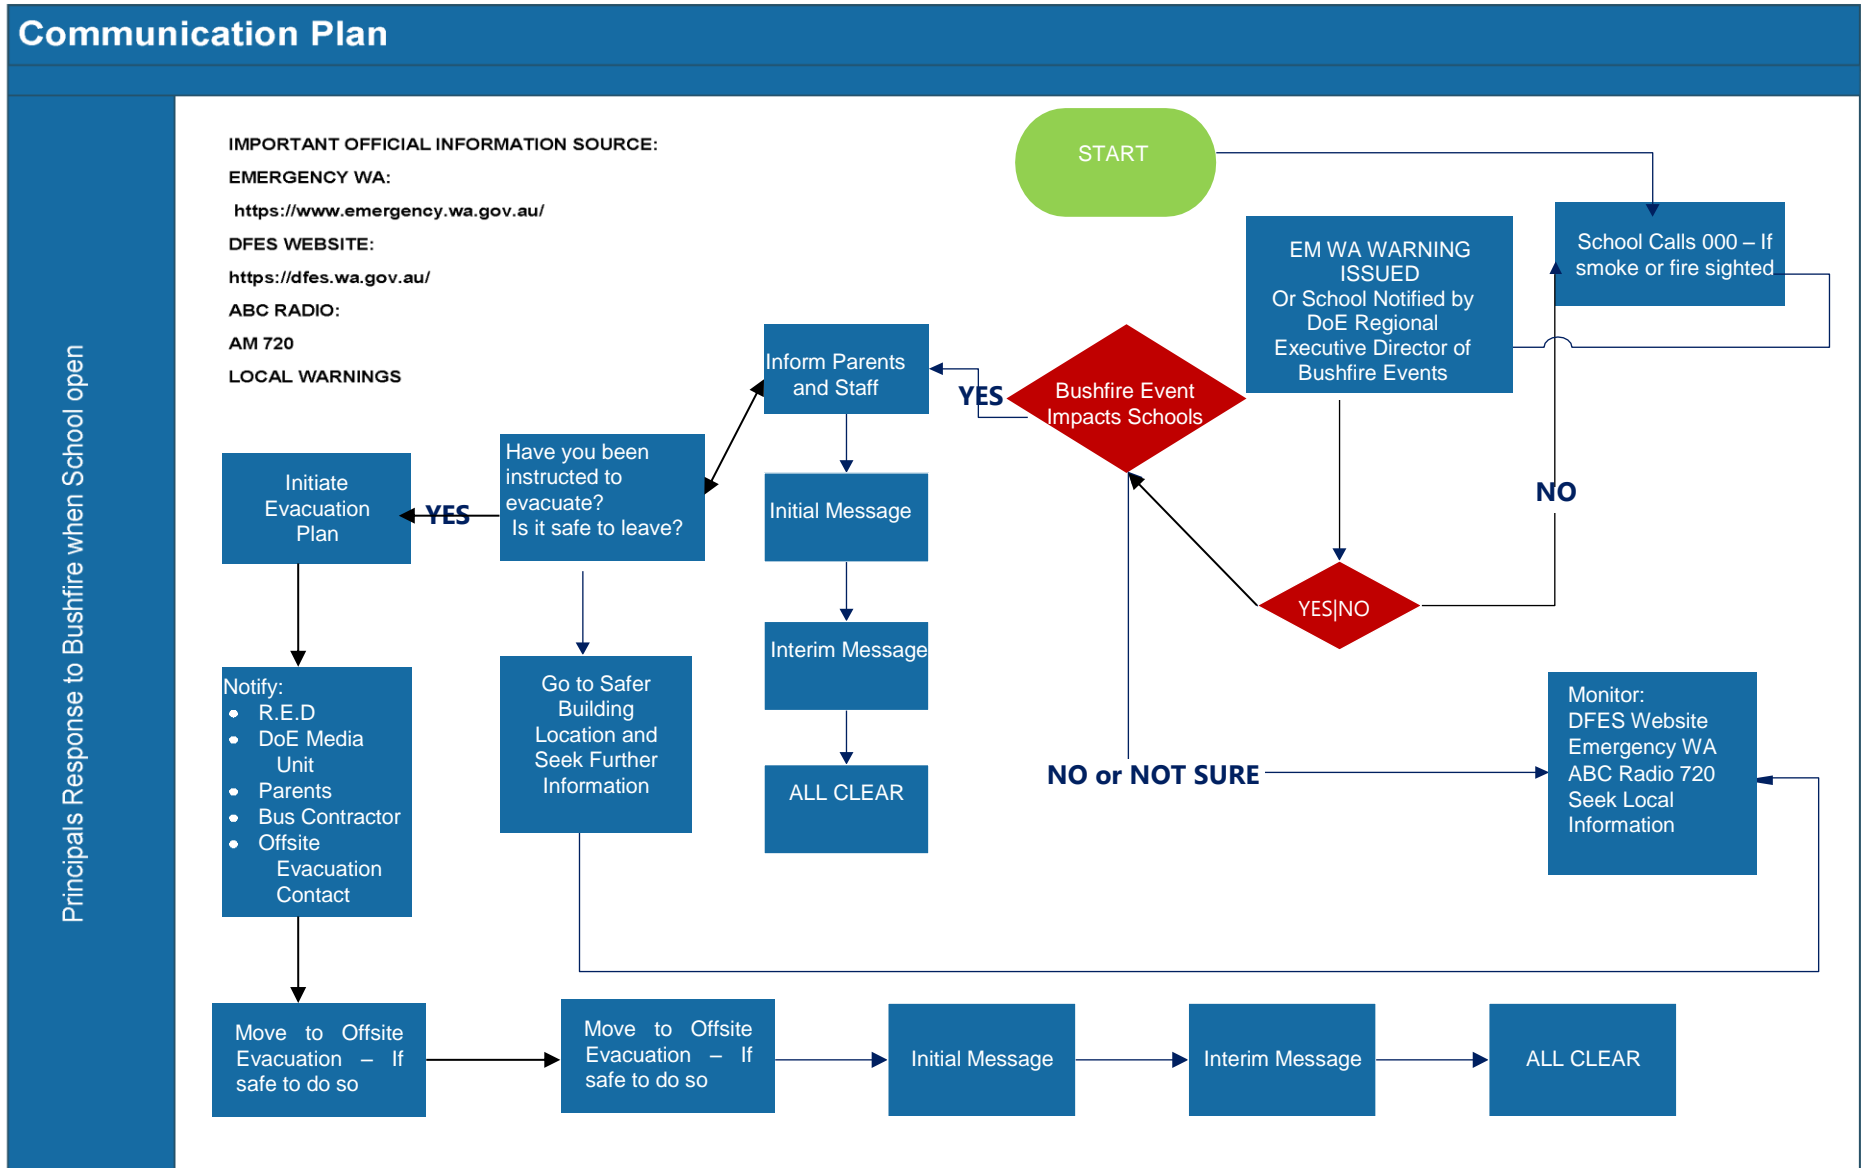 Communication Plan
Principals Response to Bushfire when School open
IMPORTANT OFFICIAL INFORMATION SOURCE:
EMERGENCY WA:
https://www.emergency.wa.gov.au/
DFES WEBSITE:
https://dfes.wa.gov.au/
ABC RADIO:
AM 720
LOCAL WARNINGS
START
School Calls 000 – If
smoke or fire sighted
EM WA WARNING
ISSUED
Or School Notified by
DoE Regional
Executive Director of
Bushfire Events
YES|NO
NO
Bushfire Event
Impacts Schools
YES
NO or NOT SURE
Monitor:
DFES Website
Emergency WA
ABC Radio 720
Seek Local
Information
Inform Parents
and Staff
Initial Message
Interim Message
ALL CLEAR
Have you been
instructed to
evacuate?
Is it safe to leave?
YES
Go to Safer
Building
Location and
Seek Further
Information
Initiate
Evacuation
Plan
Notify:
• R.E.D
• DoE Media
Unit
• Parents
• Bus Contractor
• Offsite
Evacuation
Contact
Move to Offsite
Evacuation – If
safe to do so
Move to Offsite
Evacuation – If
safe to do so
Initial Message
Interim Message
ALL CLEAR